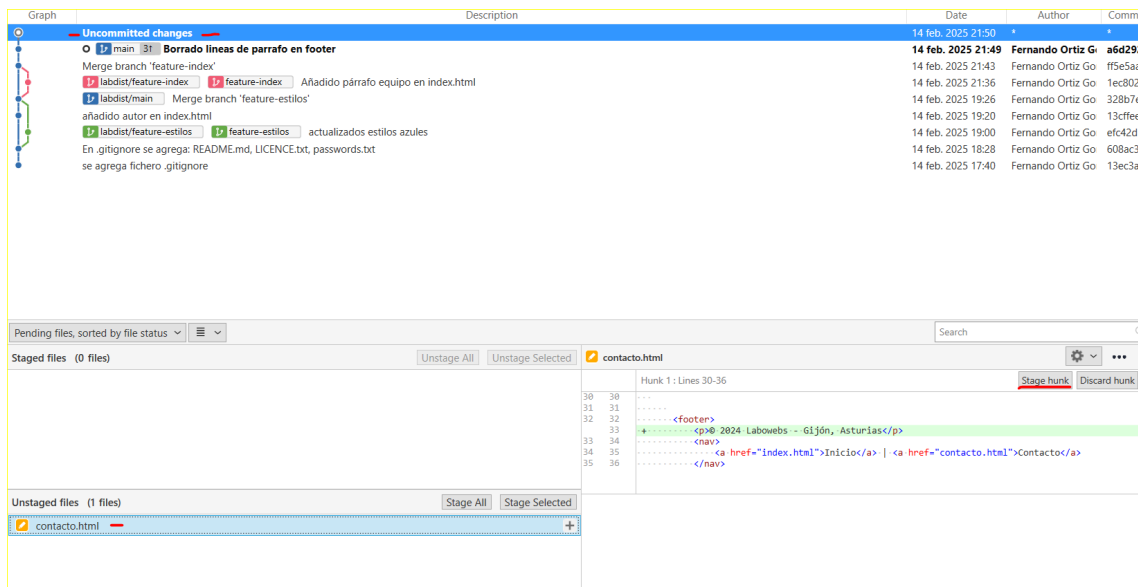 Graph Description Date Author Comm
Uncommitted changes 14 feb. 2025 21:50 * *
main 3↑ Borrado lineas de parrafo en footer 14 feb. 2025 21:49 Fernando Ortiz G a6d29
Merge branch 'feature-index' 14 feb. 2025 21:43 Fernando Ortiz Go ff5e5aa
labdist/feature-index feature-index Añadido párrafo equipo en index.html 14 feb. 2025 21:36 Fernando Ortiz Go 1ec802
labdist/main Merge branch 'feature-estilos' 14 feb. 2025 19:26 Fernando Ortiz Go 328b7e
añadido autor en index.html 14 feb. 2025 19:20 Fernando Ortiz Go 13cffee
labdist/feature-estilos feature-estilos actualizados estilos azules 14 feb. 2025 19:00 Fernando Ortiz Go efc42d
En .gitignore se agrega: README.md, LICENCE.txt, passwords.txt 14 feb. 2025 18:28 Fernando Ortiz Go 608ac3
se agrega fichero .gitignore 14 feb. 2025 17:40 Fernando Ortiz Go 13ec3a
Pending files, sorted by file status Search
Staged files (0 files) Unstage All Unstage Selected contacto.html
Hunk 1 : Lines 30-36 Stage hunk Discard hunk
30 30
31 31
32 32 <footer>
33 + <p>© 2024 Labowebs - Gijón, Asturias</p>
33 34 <nav>
34 35 <a href="index.html">Inicio</a> | <a href="contacto.html">Contacto</a>
35 36 </nav>
Unstaged files (1 files) Stage All Stage Selected
contacto.html +